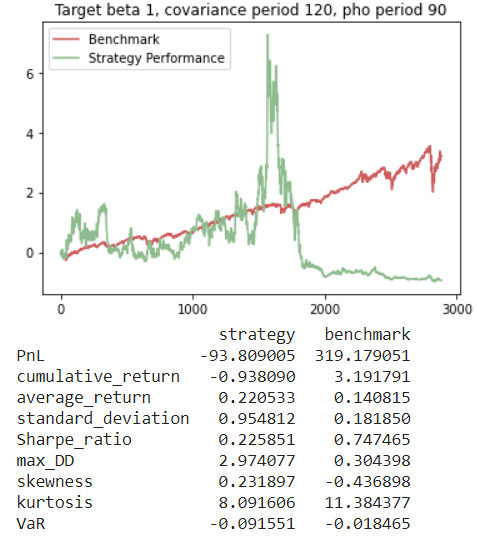 Target beta 1, covariance period 120, pho period 90
Benchmark
Strategy Performance
6
4
2
0
0 1000 2000 3000
strategy benchmark
PnL -93.809005 319.179051
cumulative_return -0.938090 3.191791
average_return 0.220533 0.140815
standard_deviation 0.954812 0.181850
Sharpe_ratio 0.225851 0.747465
max_DD 2.974077 0.304398
skewness 0.231897 -0.436898
kurtosis 8.091606 11.384377
VaR -0.091551 -0.018465